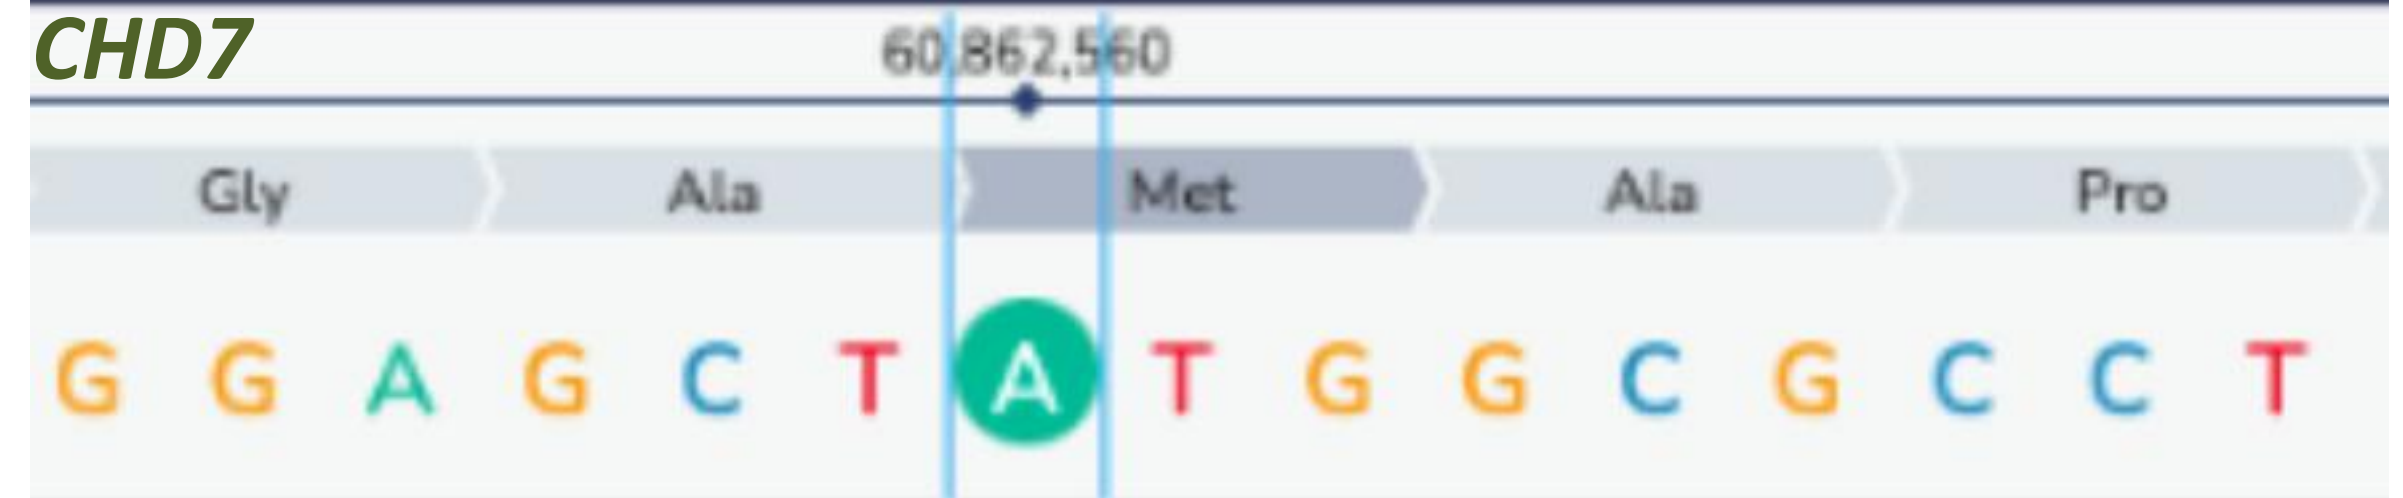 CHD7
60,862,560
Gly Ala Met Ala Pro
G G A G C T A T G G C G C C T